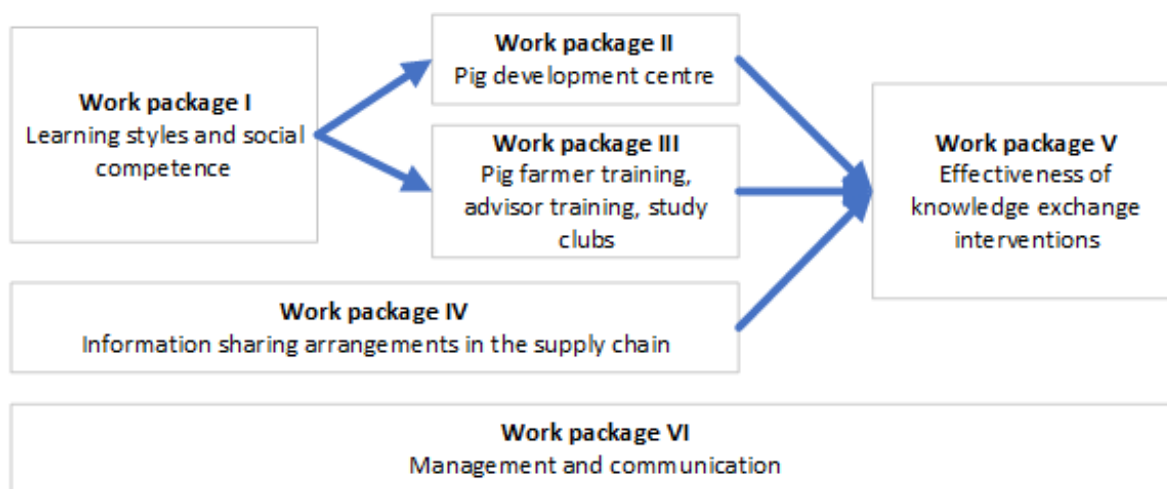 Work package I
Learning styles and social
competence
Work package II
Pig development centre
Work package III
Pig farmer training,
advisor training, study
clubs
Work package IV
Information sharing arrangements in the supply chain
Work package V
Effectiveness of
knowledge exchange
interventions
Work package VI
Management and communication